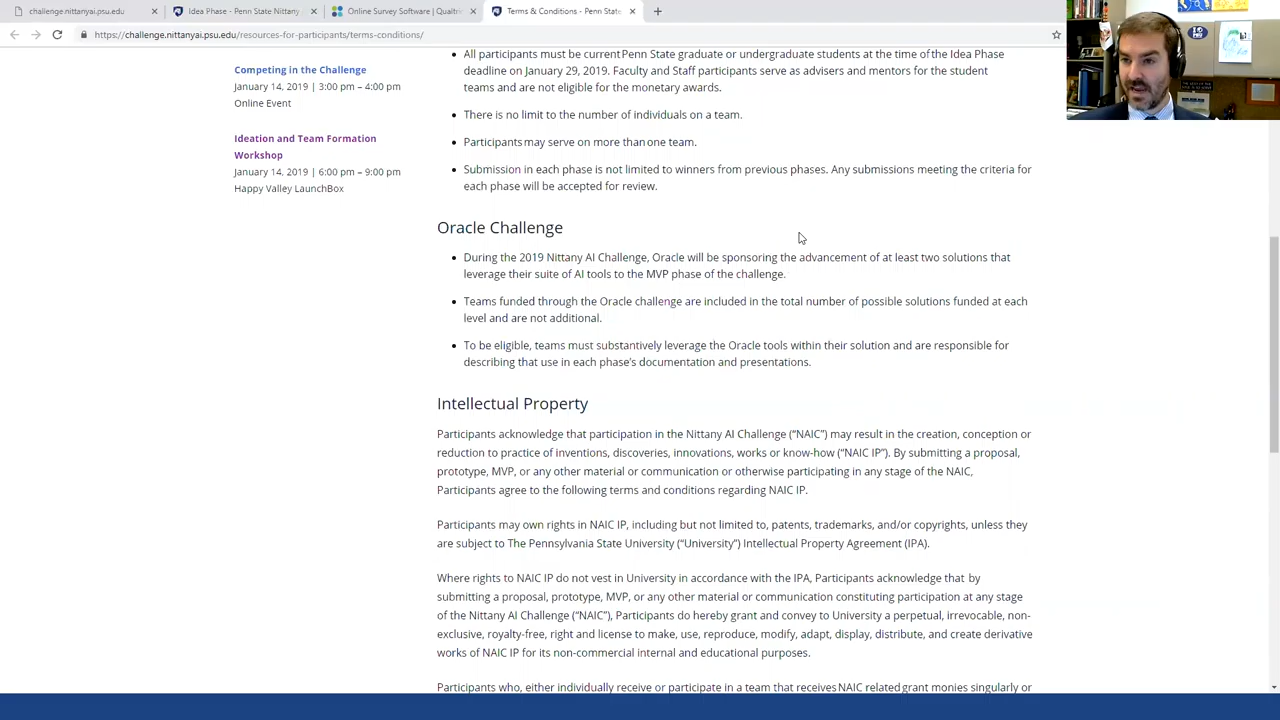 challenge.nittanyai.psu.edu
Idea Phase - Penn State Nittany
Online Survey Software | Qualtri
Terms & Conditions - Penn State
https://challenge.nittanyai.psu.edu/resources-for-participants/terms-conditions/
Competing in the Challenge
January 14, 2019 | 3:00 pm – 4:00 pm
Online Event
Ideation and Team Formation
Workshop
January 14, 2019 | 6:00 pm – 9:00 pm
Happy Valley LaunchBox
All participants must be current Penn State graduate or undergraduate students at the time of the Idea Phase
deadline on January 29, 2019. Faculty and Staff participants serve as advisers and mentors for the student
teams and are not eligible for the monetary awards.
There is no limit to the number of individuals on a team.
Participants may serve on more than one team.
Submission in each phase is not limited to winners from previous phases. Any submissions meeting the criteria for
each phase will be accepted for review.
Oracle Challenge
During the 2019 Nittany AI Challenge, Oracle will be sponsoring the advancement of at least two solutions that
leverage their suite of AI tools to the MVP phase of the challenge.
Teams funded through the Oracle challenge are included in the total number of possible solutions funded at each
level and are not additional.
To be eligible, teams must substantively leverage the Oracle tools within their solution and are responsible for
describing that use in each phase's documentation and presentations.
Intellectual Property
Participants acknowledge that participation in the Nittany AI Challenge (“NAIC”) may result in the creation, conception or
reduction to practice of inventions, discoveries, innovations, works or know-how (“NAIC IP”). By submitting a proposal,
prototype, MVP, or any other material or communication or otherwise participating in any stage of the NAIC,
Participants agree to the following terms and conditions regarding NAIC IP.
Participants may own rights in NAIC IP, including but not limited to, patents, trademarks, and/or copyrights, unless they
are subject to The Pennsylvania State University (“University”) Intellectual Property Agreement (IPA).
Where rights to NAIC IP do not vest in University in accordance with the IPA, Participants acknowledge that by
submitting a proposal, prototype, MVP, or any other material or communication constituting participation at any stage
of the Nittany AI Challenge (“NAIC”), Participants do hereby grant and convey to University a perpetual, irrevocable, non-
exclusive, royalty-free, right and license to make, use, reproduce, modify, adapt, display, distribute, and create derivative
works of NAIC IP for its non-commercial internal and educational purposes.
Participants who, either individually receive or participate in a team that receives NAIC related grant monies singularly or